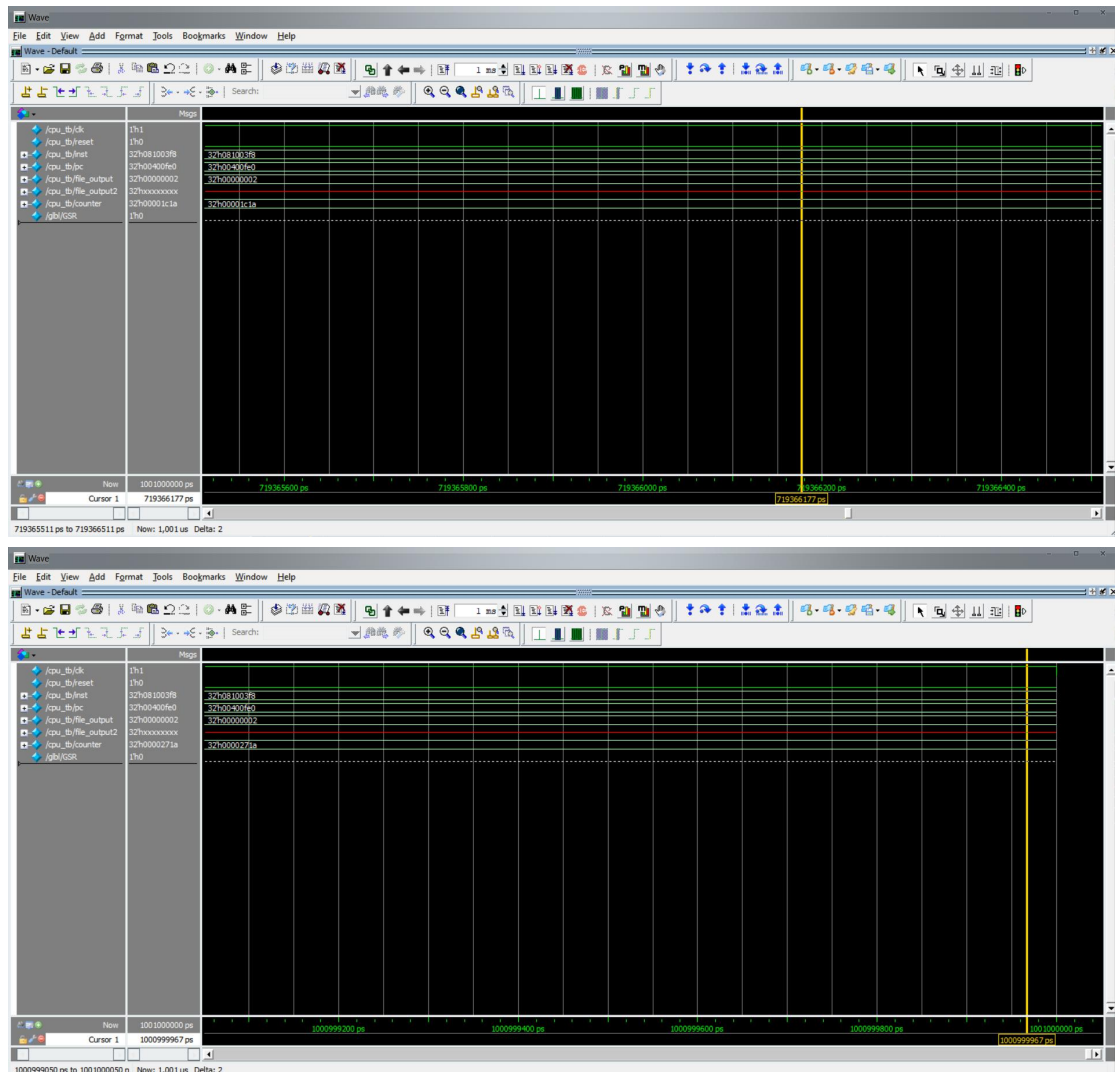 Wave
File Edit View Add Format Tools Bookmarks Window Help
Wave - Default
1 ms
Search:
Msgs
/cpu_tb/clk 1'h1
/cpu_tb/reset 1'h0
/cpu_tb/inst 32'h081003f8 32'h081003f8
/cpu_tb/pc 32'h00400fe0 32'h00400fe0
/cpu_tb/file_output 32'h00000002 32'h00000002
/cpu_tb/file_output2 32'hxxxxxxxx
/cpu_tb/counter 32'h00001c1a 32'h00001c1a
/glbl/GSR 1'h0
Now 1001000000 ps 719365600 ps 719365800 ps 719366000 ps 719366200 ps 719366400 ps
Cursor 1 719366177 ps 719366177 ps
719365511 ps to 719366511 ps Now: 1,001 us Delta: 2
Wave
File Edit View Add Format Tools Bookmarks Window Help
Wave - Default
1 ms
Search:
Msgs
/cpu_tb/clk 1'h1
/cpu_tb/reset 1'h0
/cpu_tb/inst 32'h081003f8 32'h081003f8
/cpu_tb/pc 32'h00400fe0 32'h00400fe0
/cpu_tb/file_output 32'h00000002 32'h00000002
/cpu_tb/file_output2 32'hxxxxxxxx
/cpu_tb/counter 32'h0000271a 32'h0000271a
/glbl/GSR 1'h0
Now 1001000000 ps 1000999200 ps 1000999400 ps 1000999600 ps 1000999800 ps 1001000000 ps
Cursor 1 1000999967 ps 1000999967 ps
1000999050 ps to 1001000050 p Now: 1,001 us Delta: 2